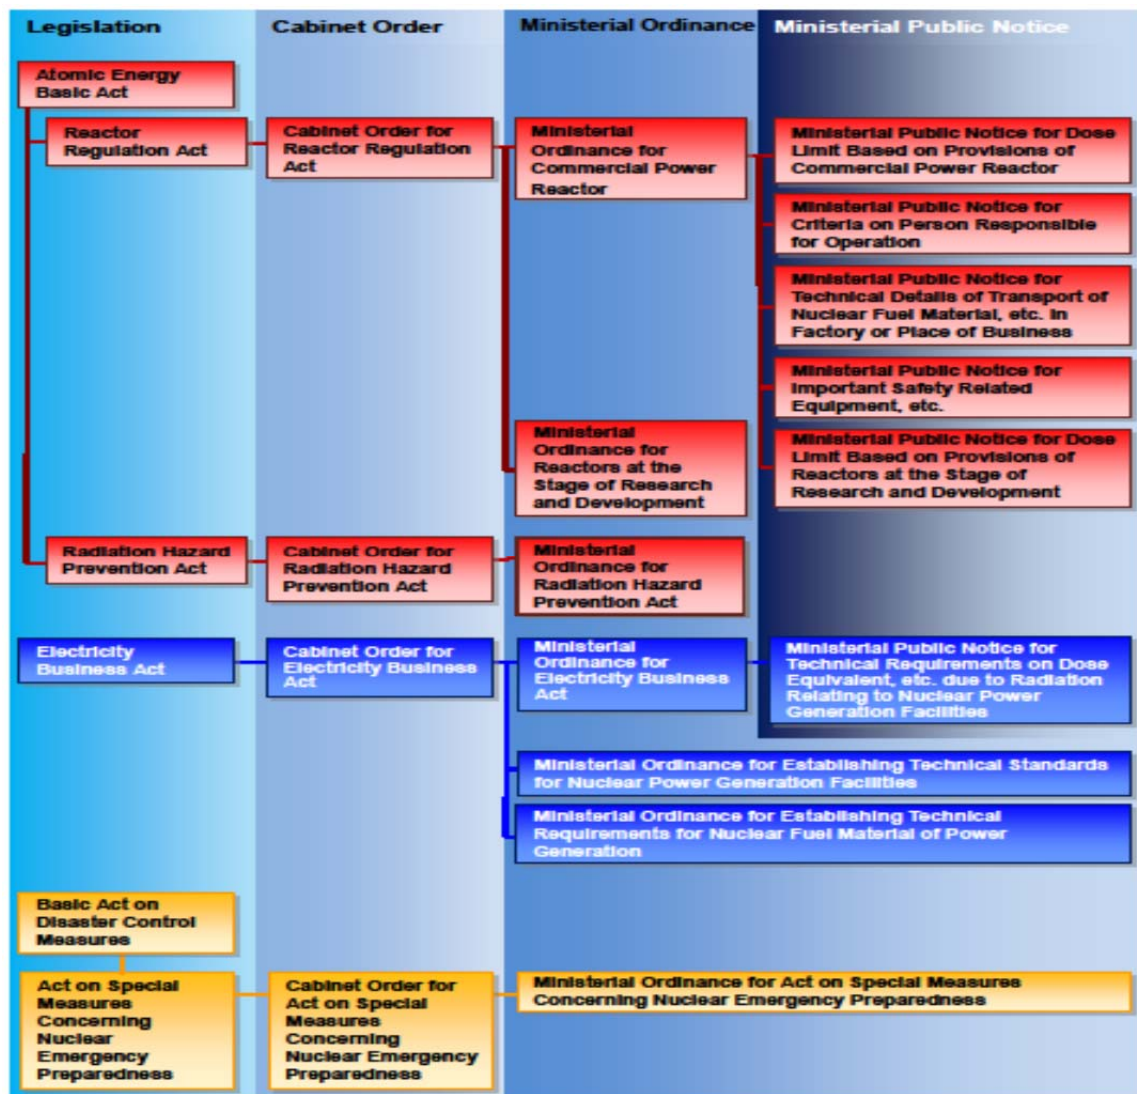 Legislation
Cabinet Order
Ministerial Ordinance
Ministerial Public Notice
Atomic Energy
Basic Act
Reactor
Regulation Act
Cabinet Order for
Reactor Regulation
Act
Ministerial
Ordinance for
Commercial Power
Reactor
Ministerial Public Notice for Dose
Limit Based on Provisions of
Commercial Power Reactor
Ministerial Public Notice for
Criteria on Person Responsible
for Operation
Ministerial Public Notice for
Technical Details of Transport of
Nuclear Fuel Material, etc. in
Factory or Place of Business
Ministerial Public Notice for
Important Safety Related
Equipment, etc.
Ministerial
Ordinance for
Reactors at the
Stage of Research
and Development
Ministerial Public Notice for Dose
Limit Based on Provisions of
Reactors at the Stage of
Research and Development
Radiation Hazard
Prevention Act
Cabinet Order for
Radiation Hazard
Prevention Act
Ministerial
Ordinance for
Radiation Hazard
Prevention Act
Electricity
Business Act
Cabinet Order for
Electricity Business
Act
Ministerial
Ordinance for
Electricity Business
Act
Ministerial Public Notice for
Technical Requirements on Dose
Equivalent, etc. due to Radiation
Relating to Nuclear Power
Generation Facilities
Ministerial Ordinance for Establishing Technical Standards
for Nuclear Power Generation Facilities
Ministerial Ordinance for Establishing Technical
Requirements for Nuclear Fuel Material of Power
Generation
Basic Act on
Disaster Control
Measures
Act on Special
Measures
Concerning
Nuclear
Emergency
Preparedness
Cabinet Order for
Act on Special
Measures
Concerning
Nuclear Emergency
Preparedness
Ministerial Ordinance for Act on Special Measures
Concerning Nuclear Emergency Preparedness